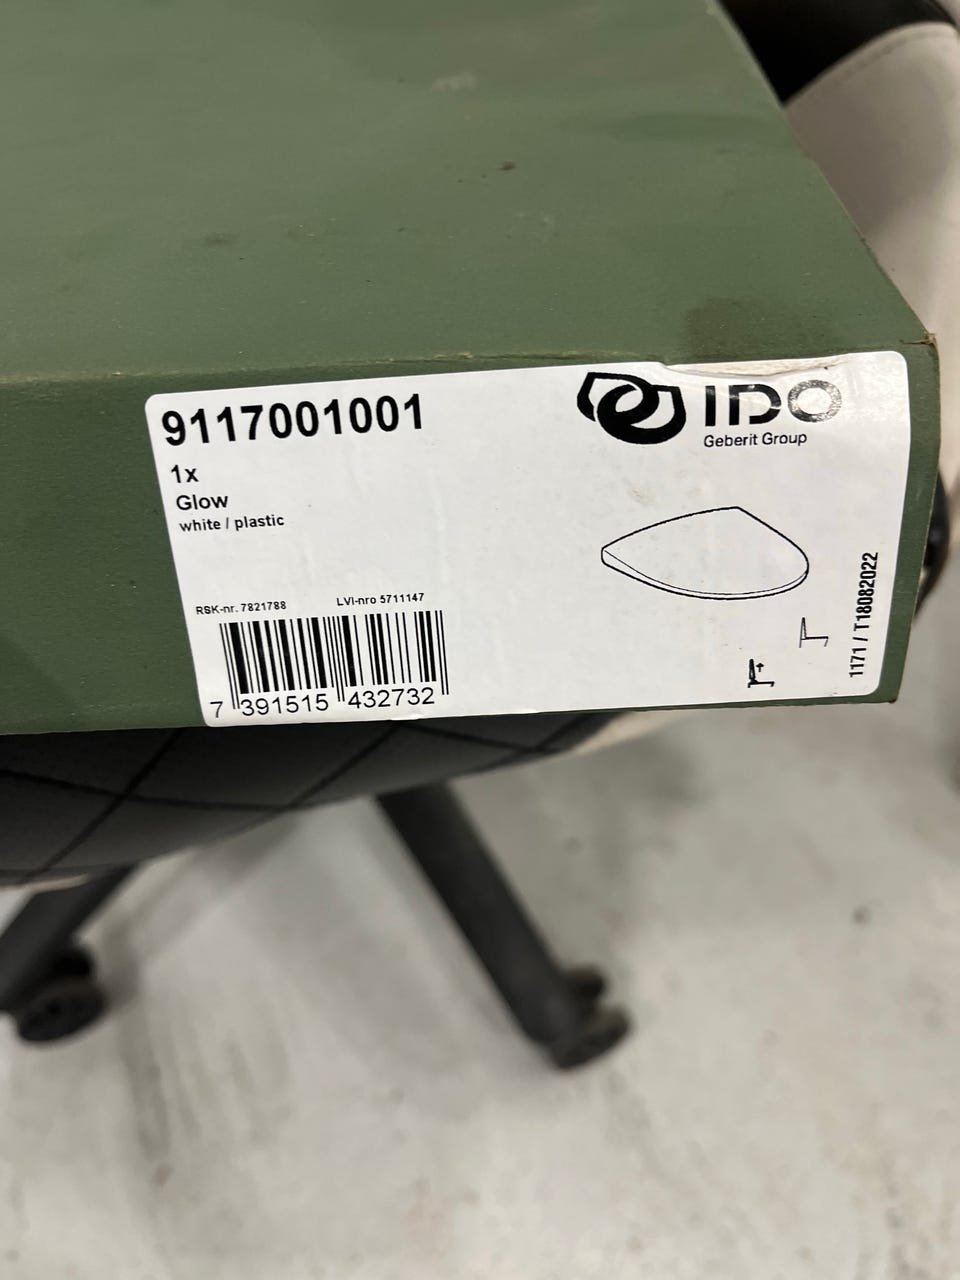 9117001001
1x
Glow
white / plastic
IDO
Geberit Group
RSK-nr. 7821788
LVI-nro 5711147
7 391515 432732
1171 / T18082022